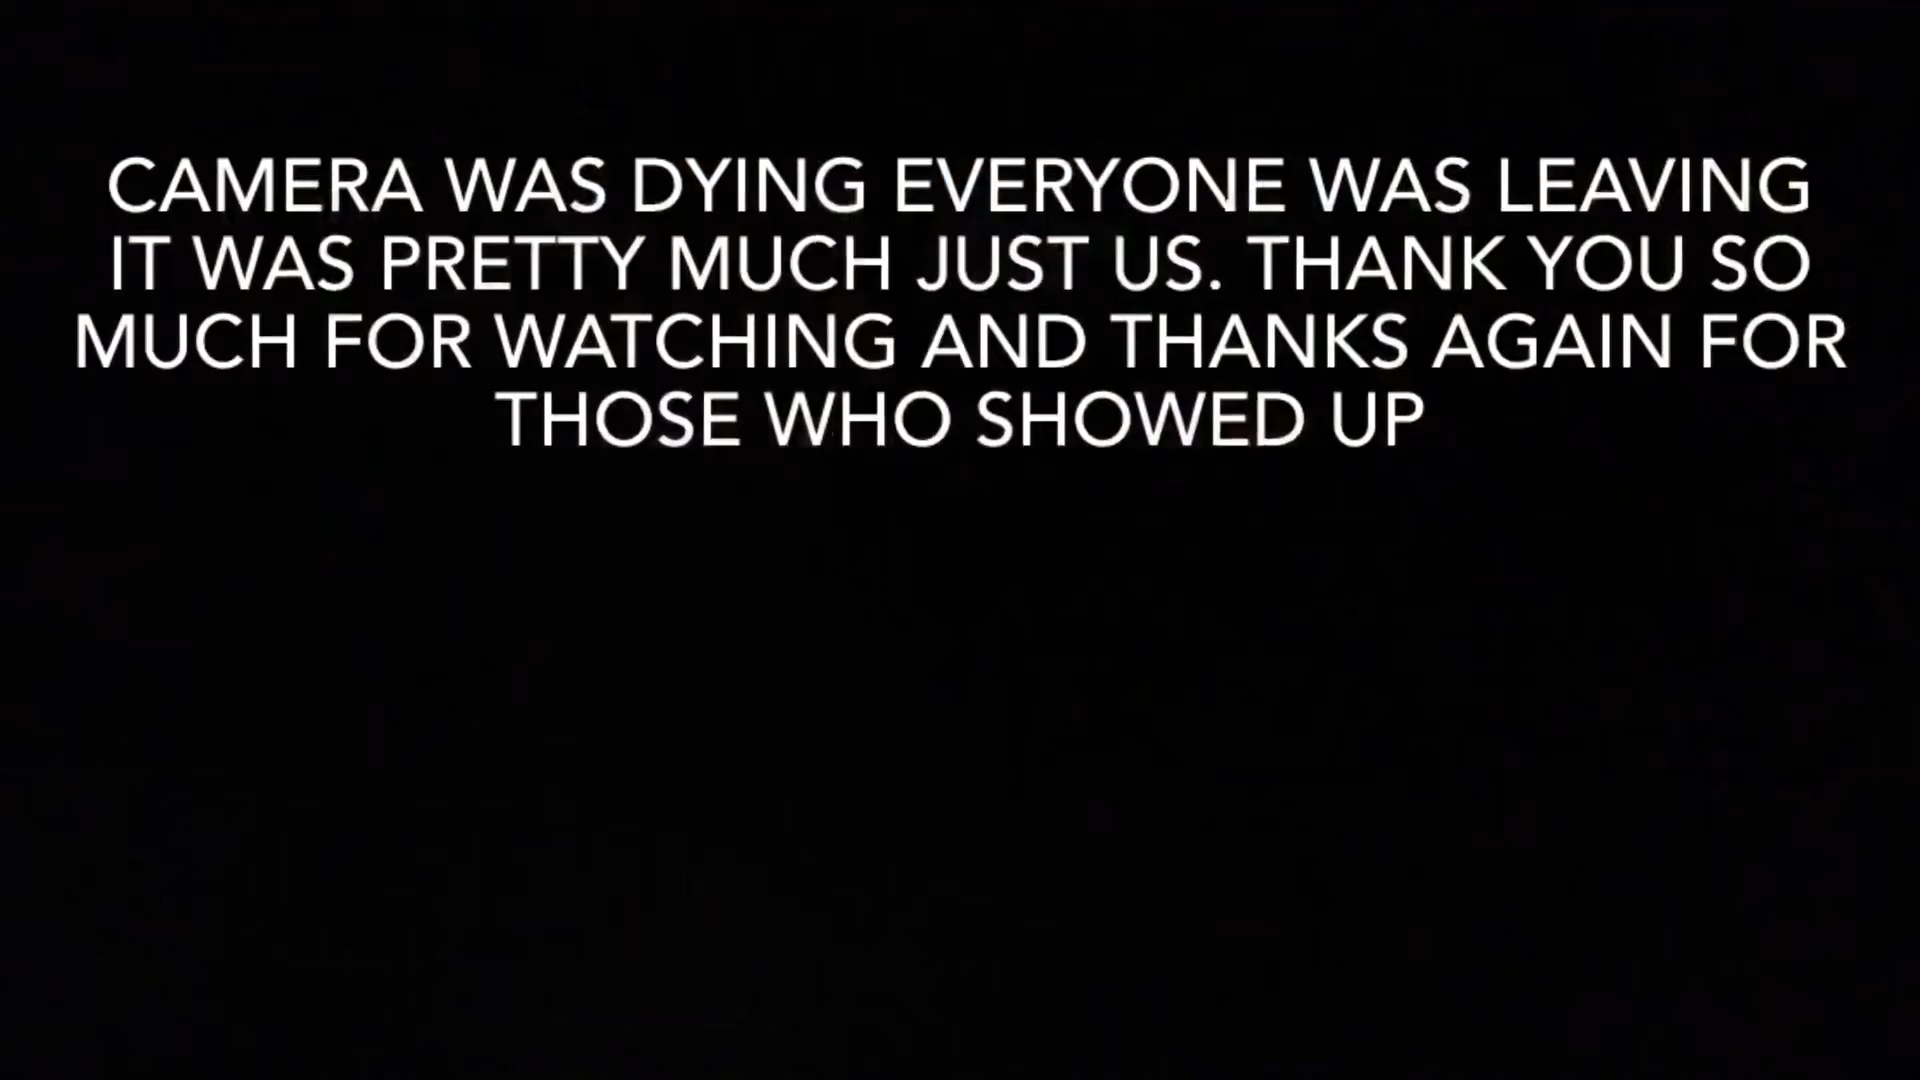 CAMERA WAS DYING EVERYONE WAS LEAVING
IT WAS PRETTY MUCH JUST US. THANK YOU SO
MUCH FOR WATCHING AND THANKS AGAIN FOR
THOSE WHO SHOWED UP